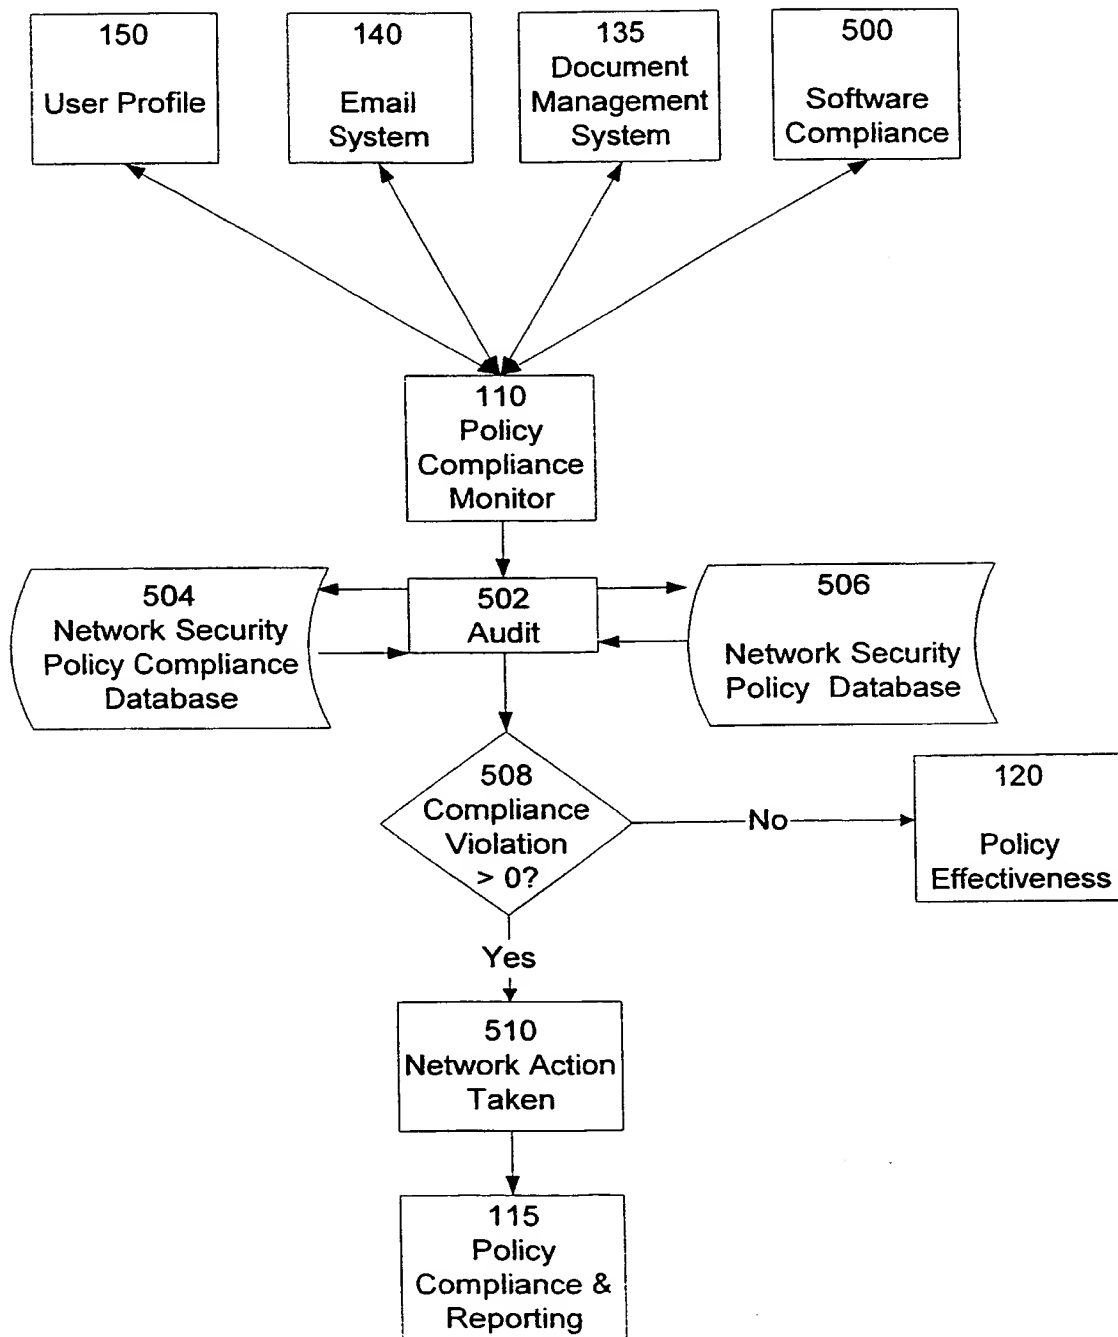 150
User Profile
140
Email
System
135
Document
Management
System
500
Software
Compliance
110
Policy
Compliance
Monitor
504
Network Security
Policy Compliance
Database
502
Audit
506
Network Security
Policy Database
508
Compliance
Violation
> 0?
No
120
Policy
Effectiveness
Yes
510
Network Action
Taken
115
Policy
Compliance &
Reporting